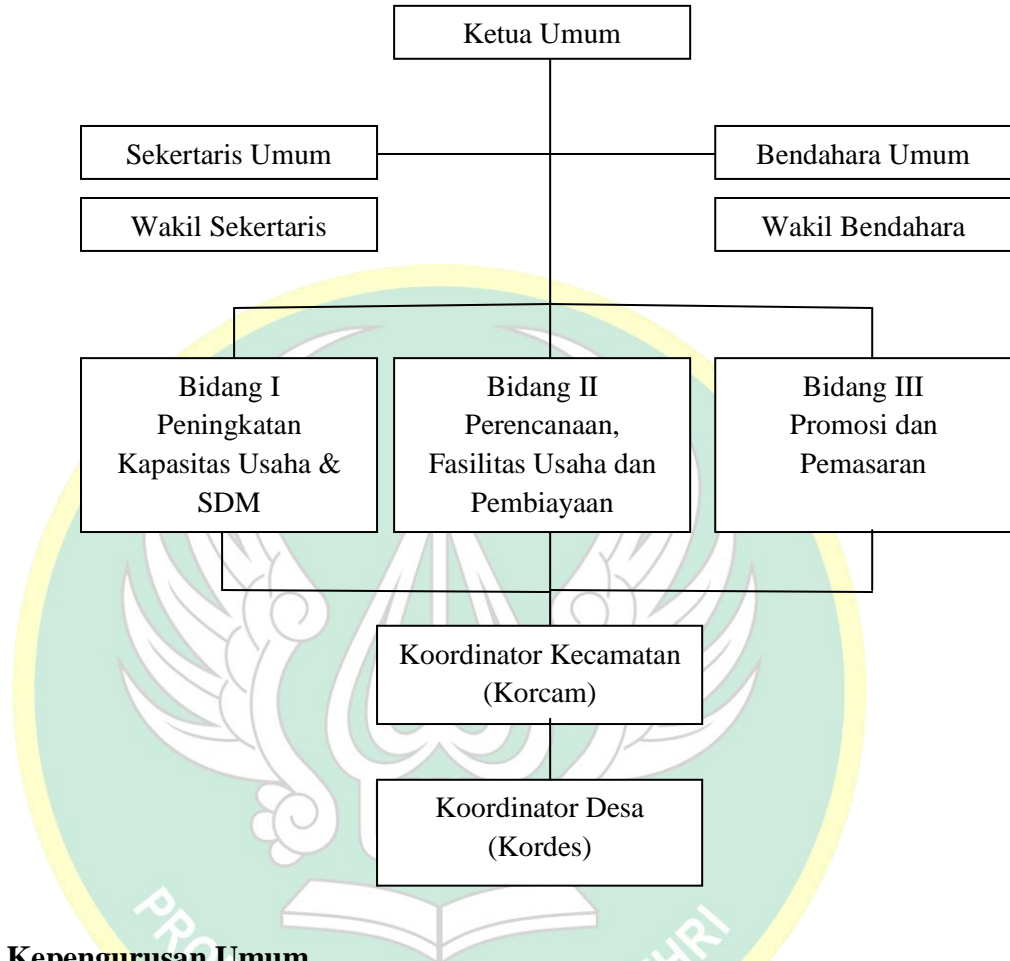 Ketua Umum
Sekertaris Umum
Bendahara Umum
Wakil Sekertaris
Wakil Bendahara
Bidang I
Peningkatan
Kapasitas Usaha &
SDM
Bidang II
Perencanaan,
Fasilitas Usaha dan
Pembiayaan
Bidang III
Promosi dan
Pemasaran
Koordinator Kecamatan
(Korcam)
Koordinator Desa
(Kordes)
Kepengurusan Umum